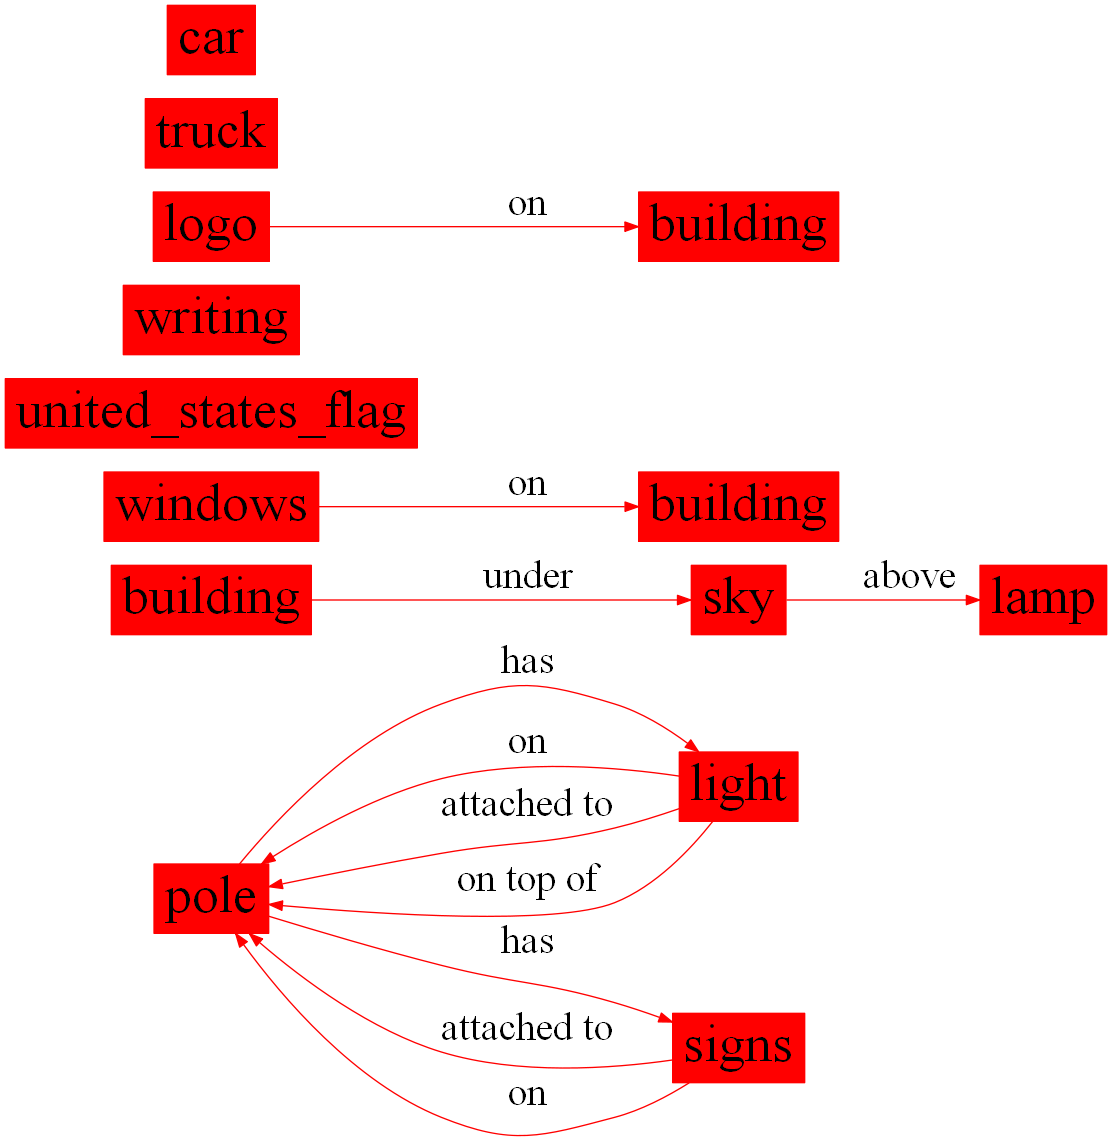 car
truck
logo on building
writing
united_states_flag
windows on building
building under sky above lamp
has
on
light
attached to
on top of
pole
has
attached to
signs
on